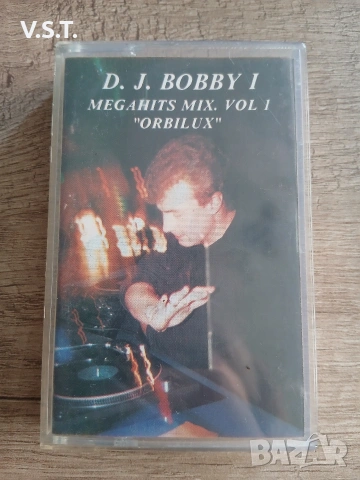 V.S.T.
D. J. BOBBY I
MEGAHITS MIX. VOL 1
"ORBILUX"
BAZAR